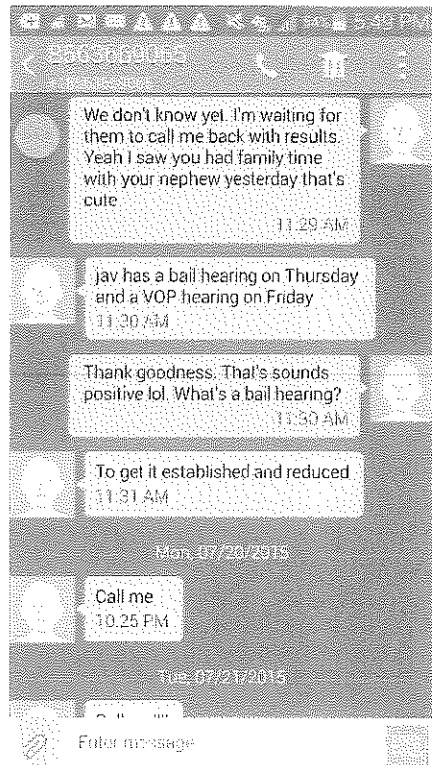 5:45 PM
We don't know yet. I'm waiting for
them to call me back with results.
Yeah I saw you had family time
with your nephew yesterday that's
cute
11:29 AM
jav has a bail hearing on Thursday
and a VOP hearing on Friday
11:30 AM
Thank goodness. That's sounds
positive lol. What's a bail hearing?
11:30 AM
To get it established and reduced
11:31 AM
Mon, 07/20/2015
Call me
10:25 PM
Tue, 07/21/2015
Enter message